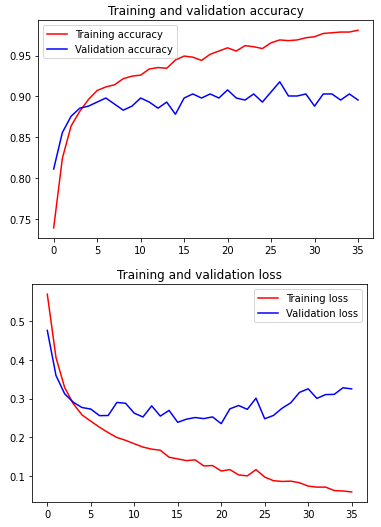 Training and validation accuracy
Training accuracy
Validation accuracy
0.95
0.90
0.85
0.80
0.75
0 5 10 15 20 25 30 35
Training and validation loss
Training loss
Validation loss
0.5
0.4
0.3
0.2
0.1
0 5 10 15 20 25 30 35